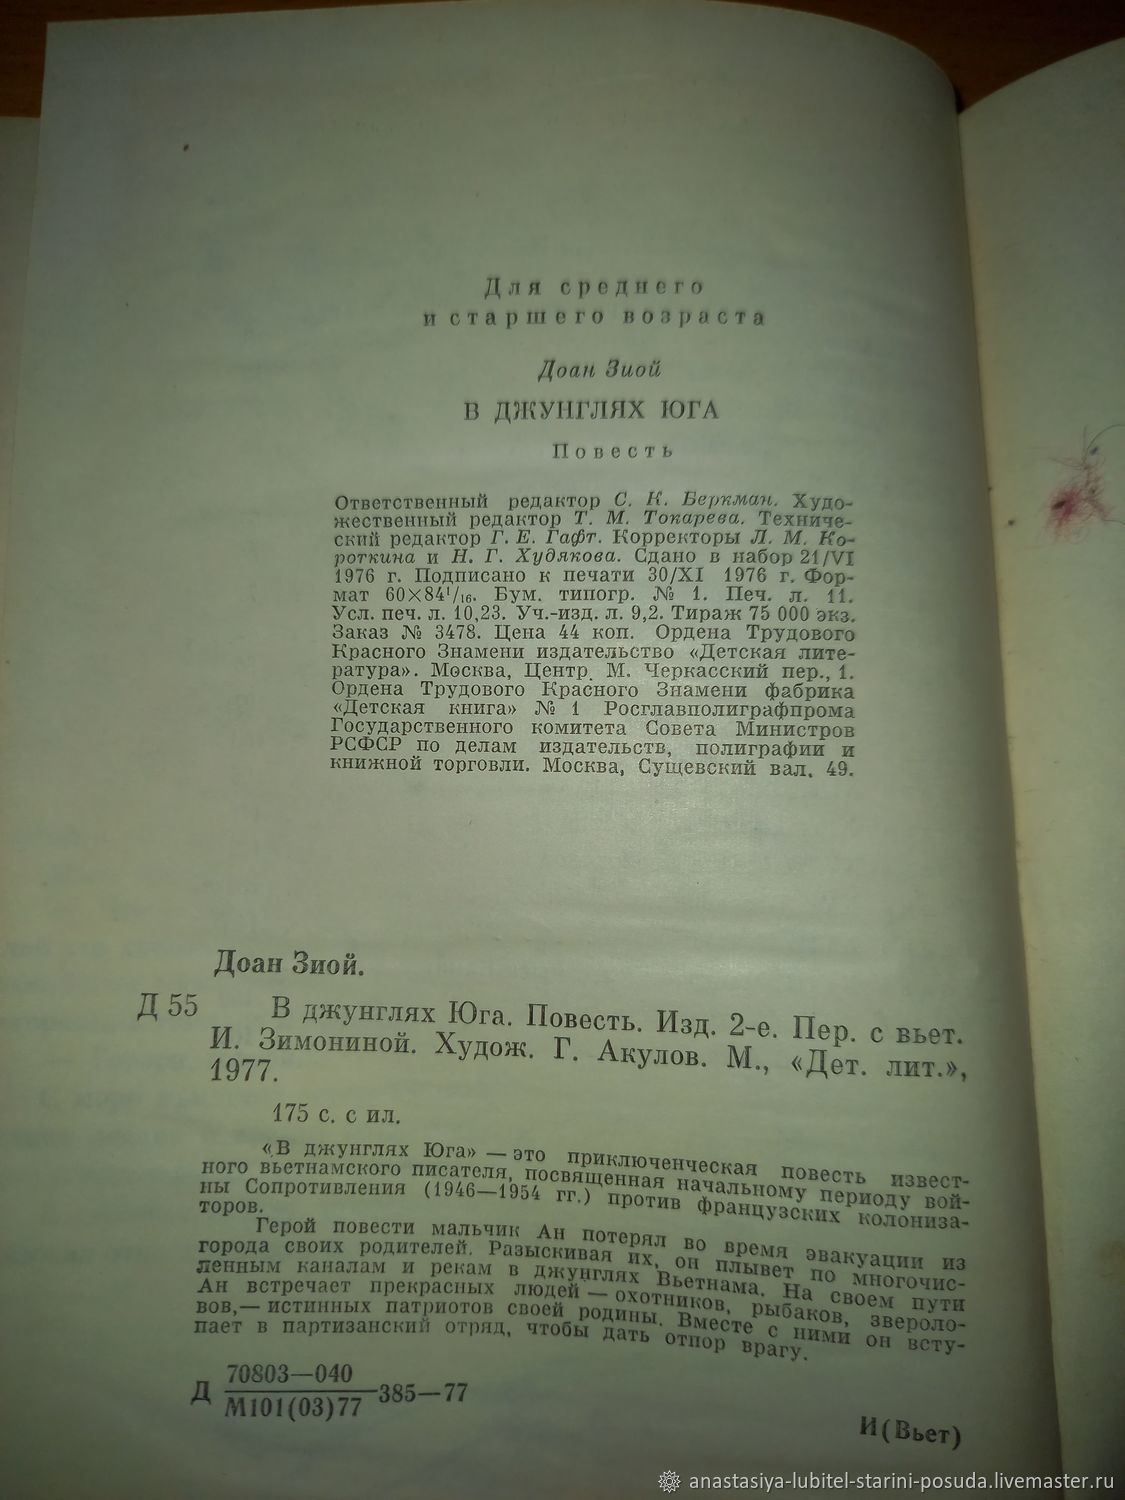 Для среднего
и старшего возраста
Доан Зиой
В ДЖУНГЛЯХ ЮГА
Повесть
Ответственный редактор С. К. Беркман. Худо-
жественный редактор Т. М. Токарева. Техниче-
ский редактор Г. Е. Гафт. Корректоры Л. М. Ко-
роткина и Н. Г. Худякова. Сдано в набор 21/VI
1976 г. Подписано к печати 30/XI 1976 г. Фор-
мат 60×84¹/₁₆. Бум. типогр. № 1. Печ. л. 11.
Усл. печ. л. 10,23. Уч.-изд. л. 9,2. Тираж 75 000 экз.
Заказ № 3478. Цена 44 коп. Ордена Трудового
Красного Знамени издательство «Детская лите-
ратура». Москва, Центр, М. Черкасский пер., 1.
Ордена Трудового Красного Знамени фабрика
«Детская книга» № 1 Росглавполиграфпрома
Государственного комитета Совета Министров
РСФСР по делам издательств, полиграфии и
книжной торговли. Москва, Сущевский вал, 49.
Доан Зиой.
Д 55 В джунглях Юга. Повесть. Изд. 2-е. Пер. с вьет.
И. Зимониной. Худож. Г. Акулов. М., «Дет. лит.»,
1977.
175 с. с ил.
«В джунглях Юга» — это приключенческая повесть извест-
ного вьетнамского писателя, посвященная начальному периоду вой-
ны Сопротивления (1946—1954 гг.) против французских колониза-
торов.
Герой повести мальчик Ан потерял во время эвакуации из
города своих родителей. Разыскивая их, он плывет по многочис-
ленным каналам и рекам в джунглях Вьетнама. На своем пути
Ан встречает прекрасных людей — охотников, рыбаков, звероло-
вов,— истинных патриотов своей родины. Вместе с ними он всту-
пает в партизанский отряд, чтобы дать отпор врагу.
Д 70803—040
М101(03)77 385—77
И(Вьет)
anastasiya-lubitel-starini-posuda.livemaster.ru